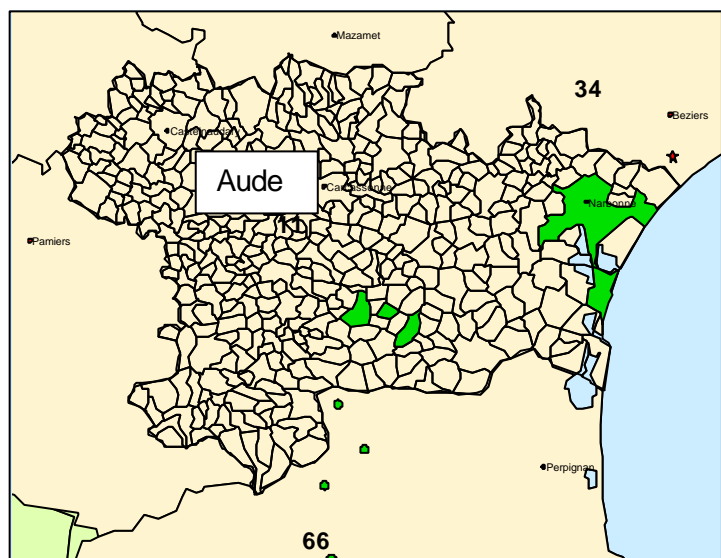 Mazamet
34
Beziers
Castelnaudary
Aude
Carcassonne
Narbonne
11
Pamiers
Perpignan
66